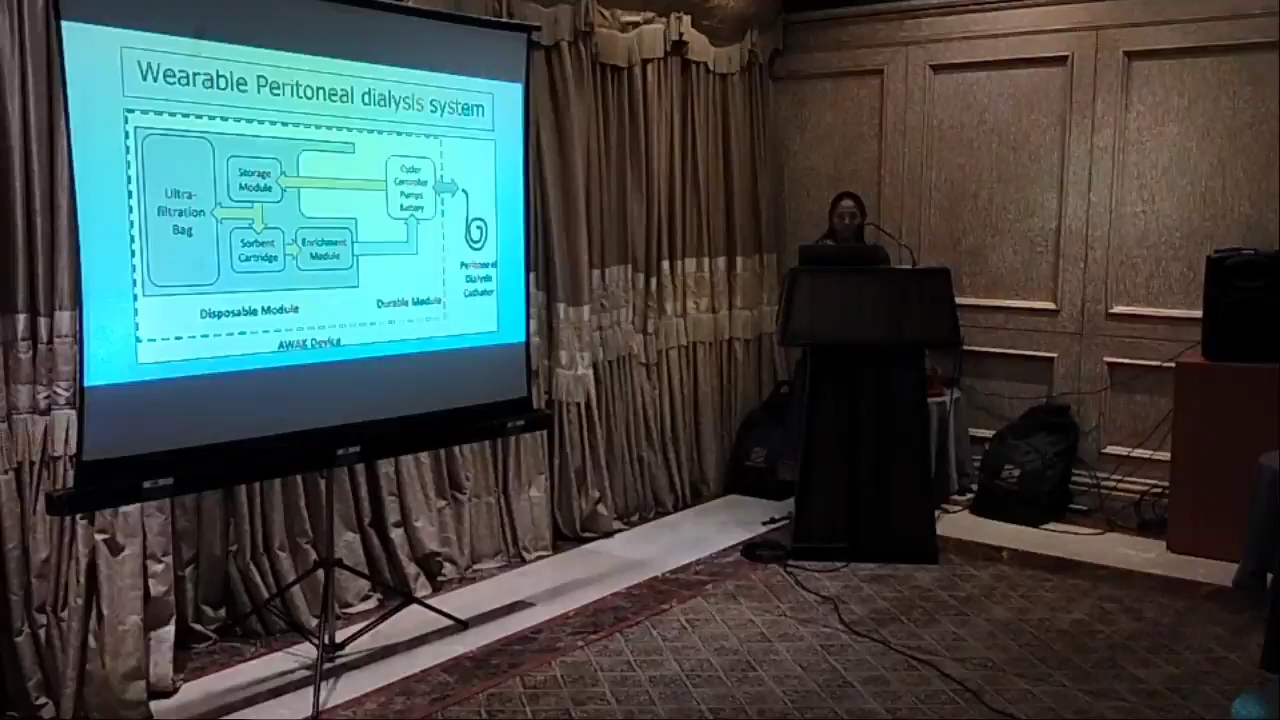 Wearable Peritoneal dialysis system
Ultra-
filtration
Bag
Storage
Module
Sorbent
Cartridge
Enrichment
Module
Cycler
Controller
Pumps
Battery
Peritoneal
Dialysis
Catheter
Disposable Module
Durable Module
AWAK Device